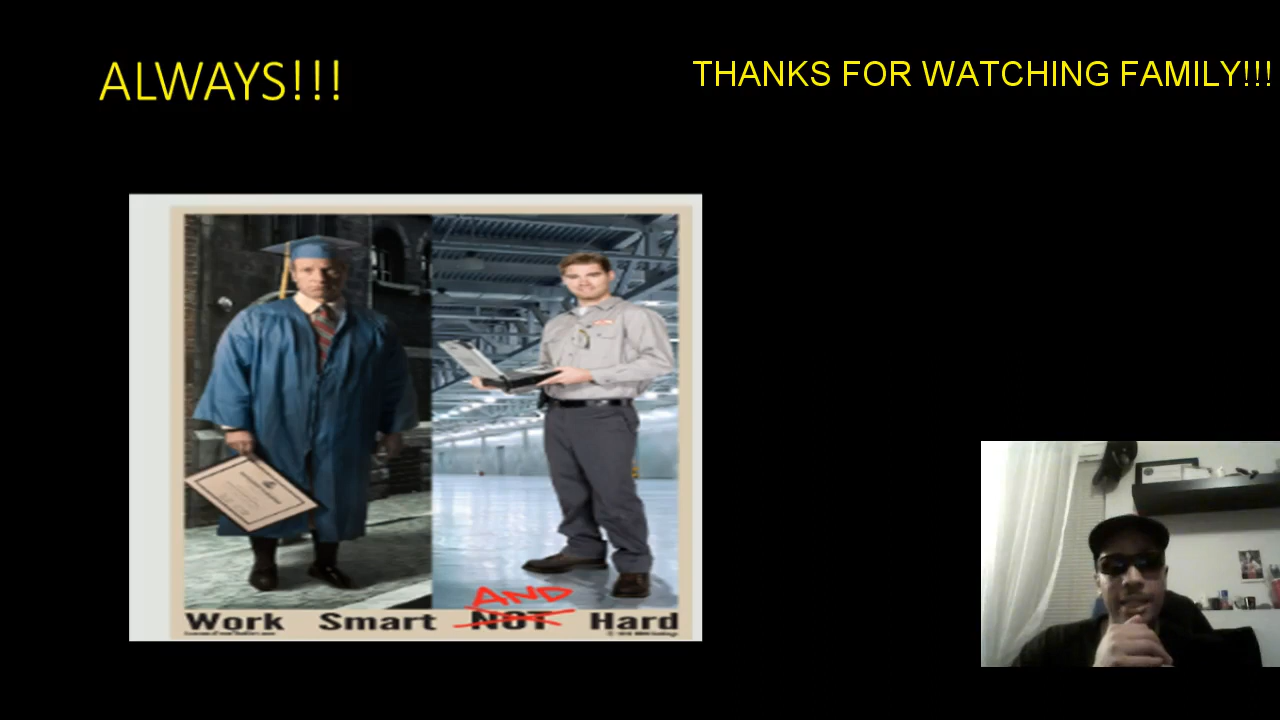 ALWAYS!!!
THANKS FOR WATCHING FAMILY!!!
AND
Work Smart NOT Hard